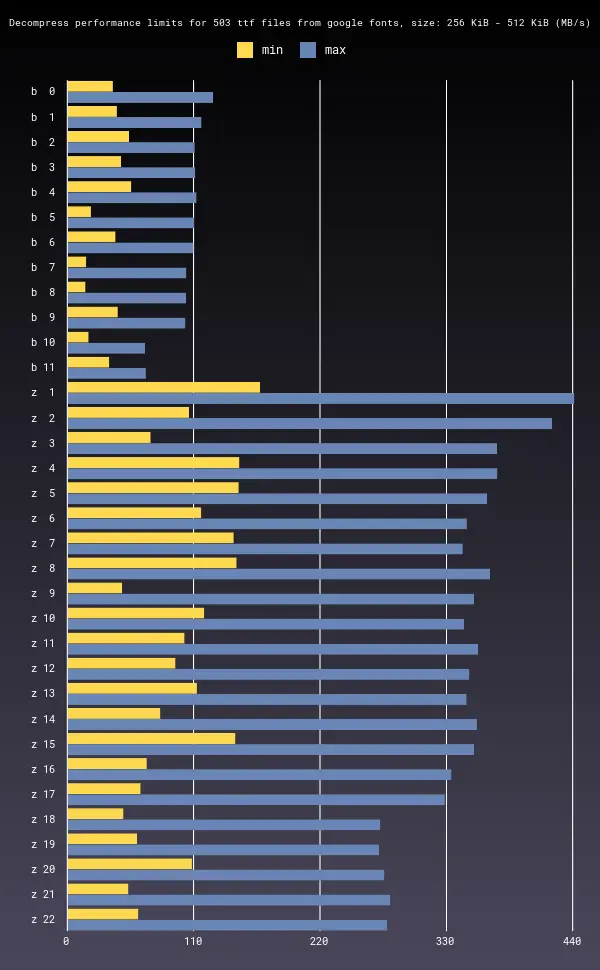 Decompress performance limits for 503 ttf files from google fonts, size: 256 KiB - 512 KiB (MB/s)
min max
b 0
b 1
b 2
b 3
b 4
b 5
b 6
b 7
b 8
b 9
b 10
b 11
z 1
z 2
z 3
z 4
z 5
z 6
z 7
z 8
z 9
z 10
z 11
z 12
z 13
z 14
z 15
z 16
z 17
z 18
z 19
z 20
z 21
z 22
0 110 220 330 440